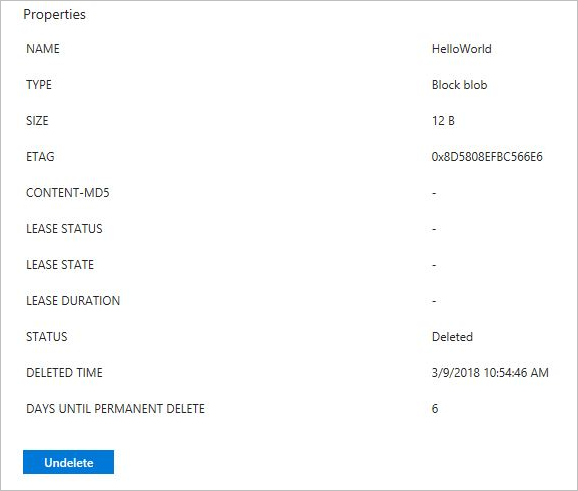 Properties
NAME HelloWorld
TYPE Block blob
SIZE 12 B
ETAG 0x8D5808EFBC566E6
CONTENT-MD5 -
LEASE STATUS -
LEASE STATE -
LEASE DURATION -
STATUS Deleted
DELETED TIME 3/9/2018 10:54:46 AM
DAYS UNTIL PERMANENT DELETE 6
Undelete